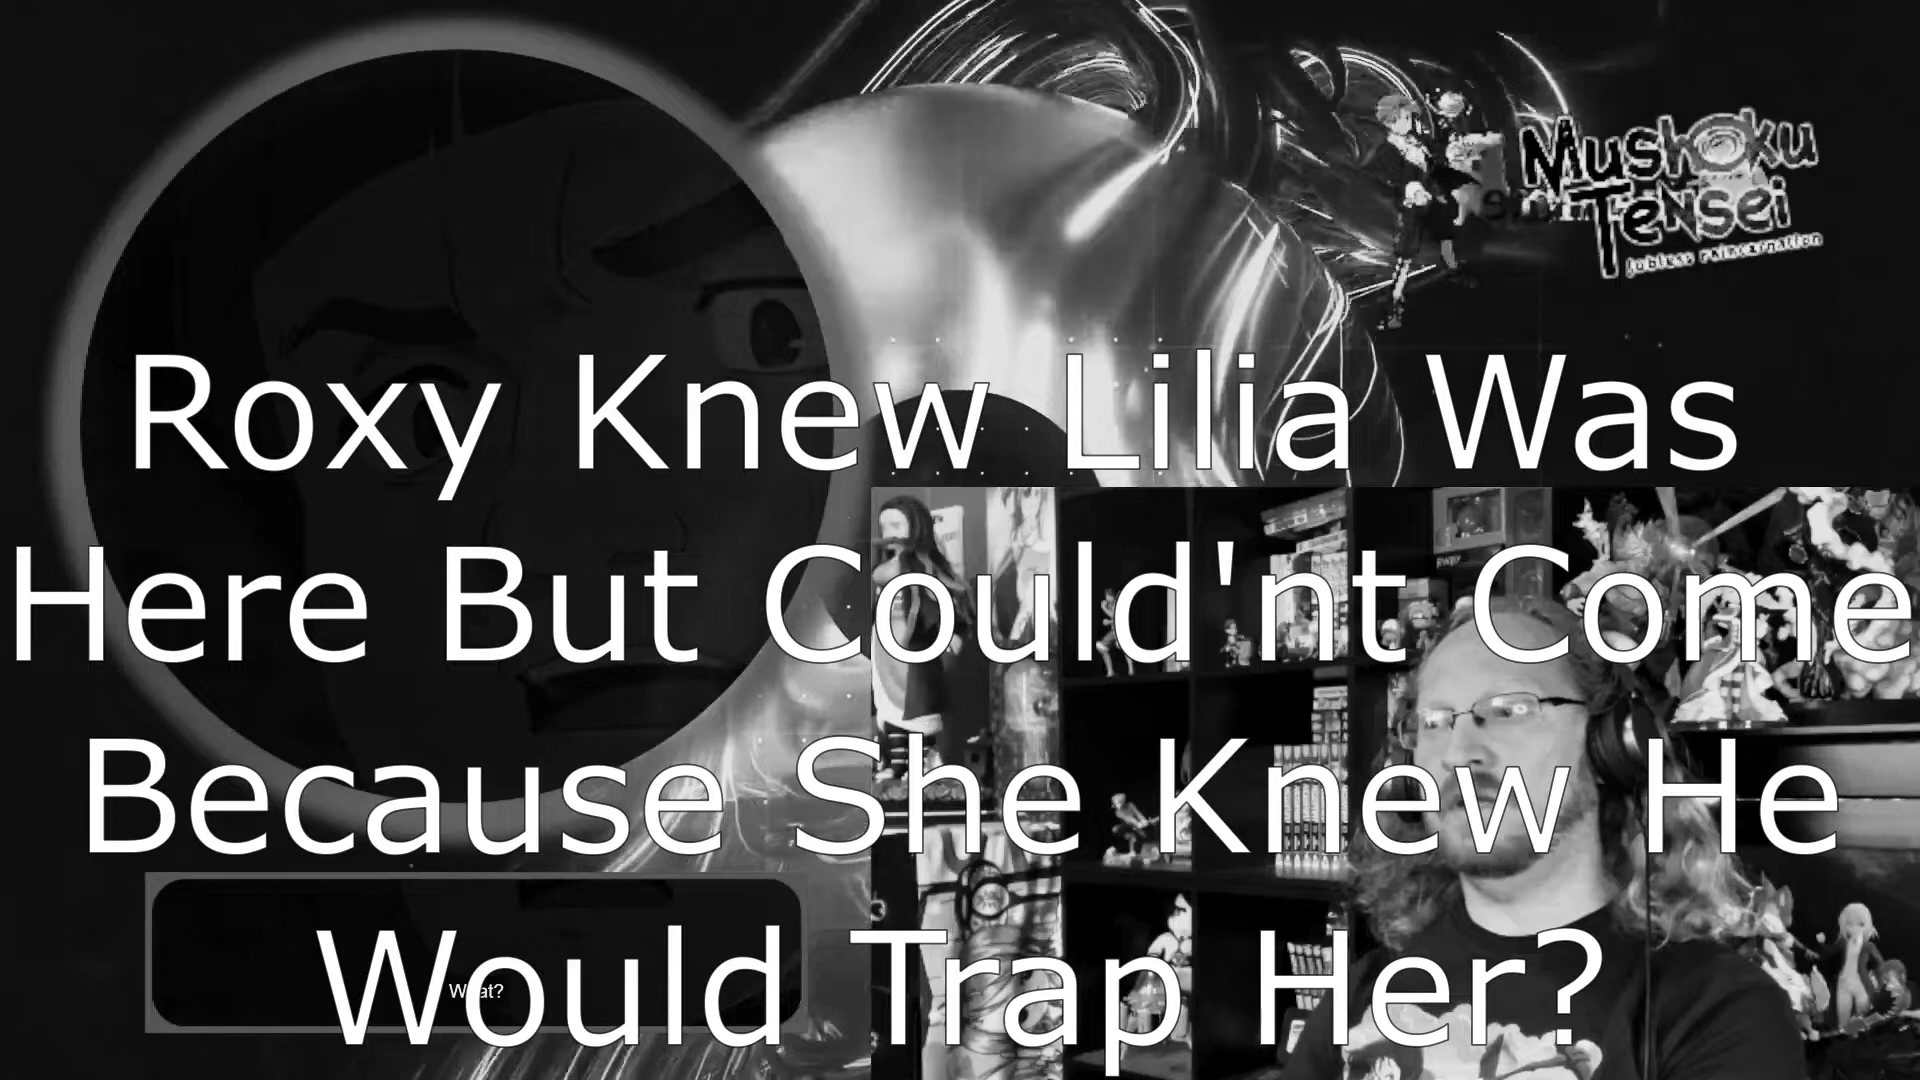 Mushoku
Tensei
jobless reincarnation
Roxy Knew Lilia Was
Here But Could'nt Come
Because She Knew He
Would Trap Her?
What?